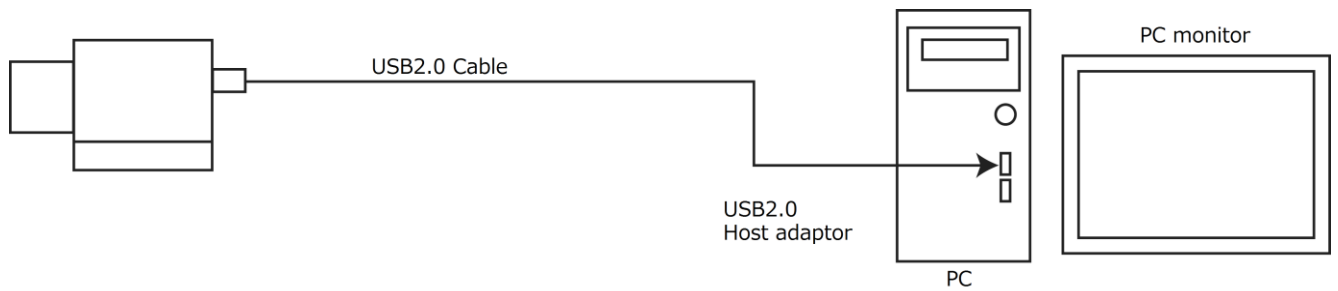 PC monitor
USB2.0 Cable
USB2.0
Host adaptor
PC